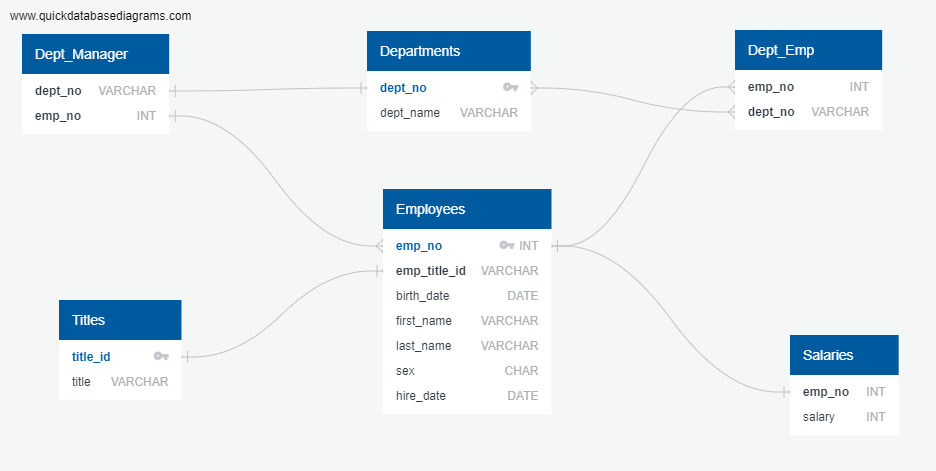 www.quickdatabasediagrams.com
Dept_Manager
dept_no VARCHAR
emp_no INT
Departments
dept_no
dept_name VARCHAR
Dept_Emp
emp_no INT
dept_no VARCHAR
Employees
emp_no INT
emp_title_id VARCHAR
birth_date DATE
first_name VARCHAR
last_name VARCHAR
sex CHAR
hire_date DATE
Titles
title_id
title VARCHAR
Salaries
emp_no INT
salary INT